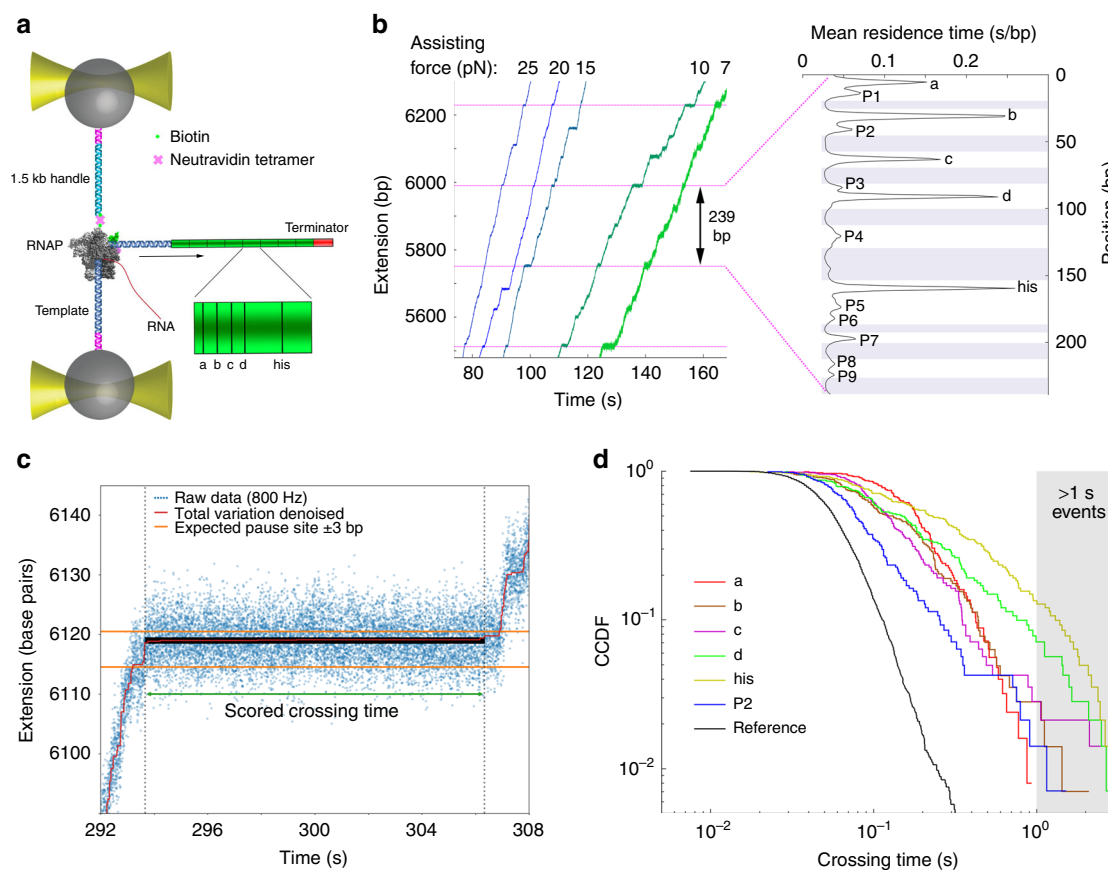 a
Biotin
Neutravidin tetramer
1.5 kb handle
RNAP
Terminator
Template
RNA
a b c d his
b
Assisting
force (pN): 25 20 15 10 7
6200
6000
5800
5600
Extension (bp)
239
bp
80 100 120 140 160
Time (s)
Mean residence time (s/bp)
0 0.1 0.2
a
P1
b
P2
c
P3
d
P4
his
P5
P6
P7
P8
P9
0
50
100
150
200
Position (bp)
c
Raw data (800 Hz)
Total variation denoised
Expected pause site ±3 bp
6140
6130
6120
6110
6100
Extension (base pairs)
Scored crossing time
292 296 300 304 308
Time (s)
d
10⁰
10⁻¹
10⁻²
CCDF
>1 s
events
a
b
c
d
his
P2
Reference
10⁻² 10⁻¹ 10⁰
Crossing time (s)